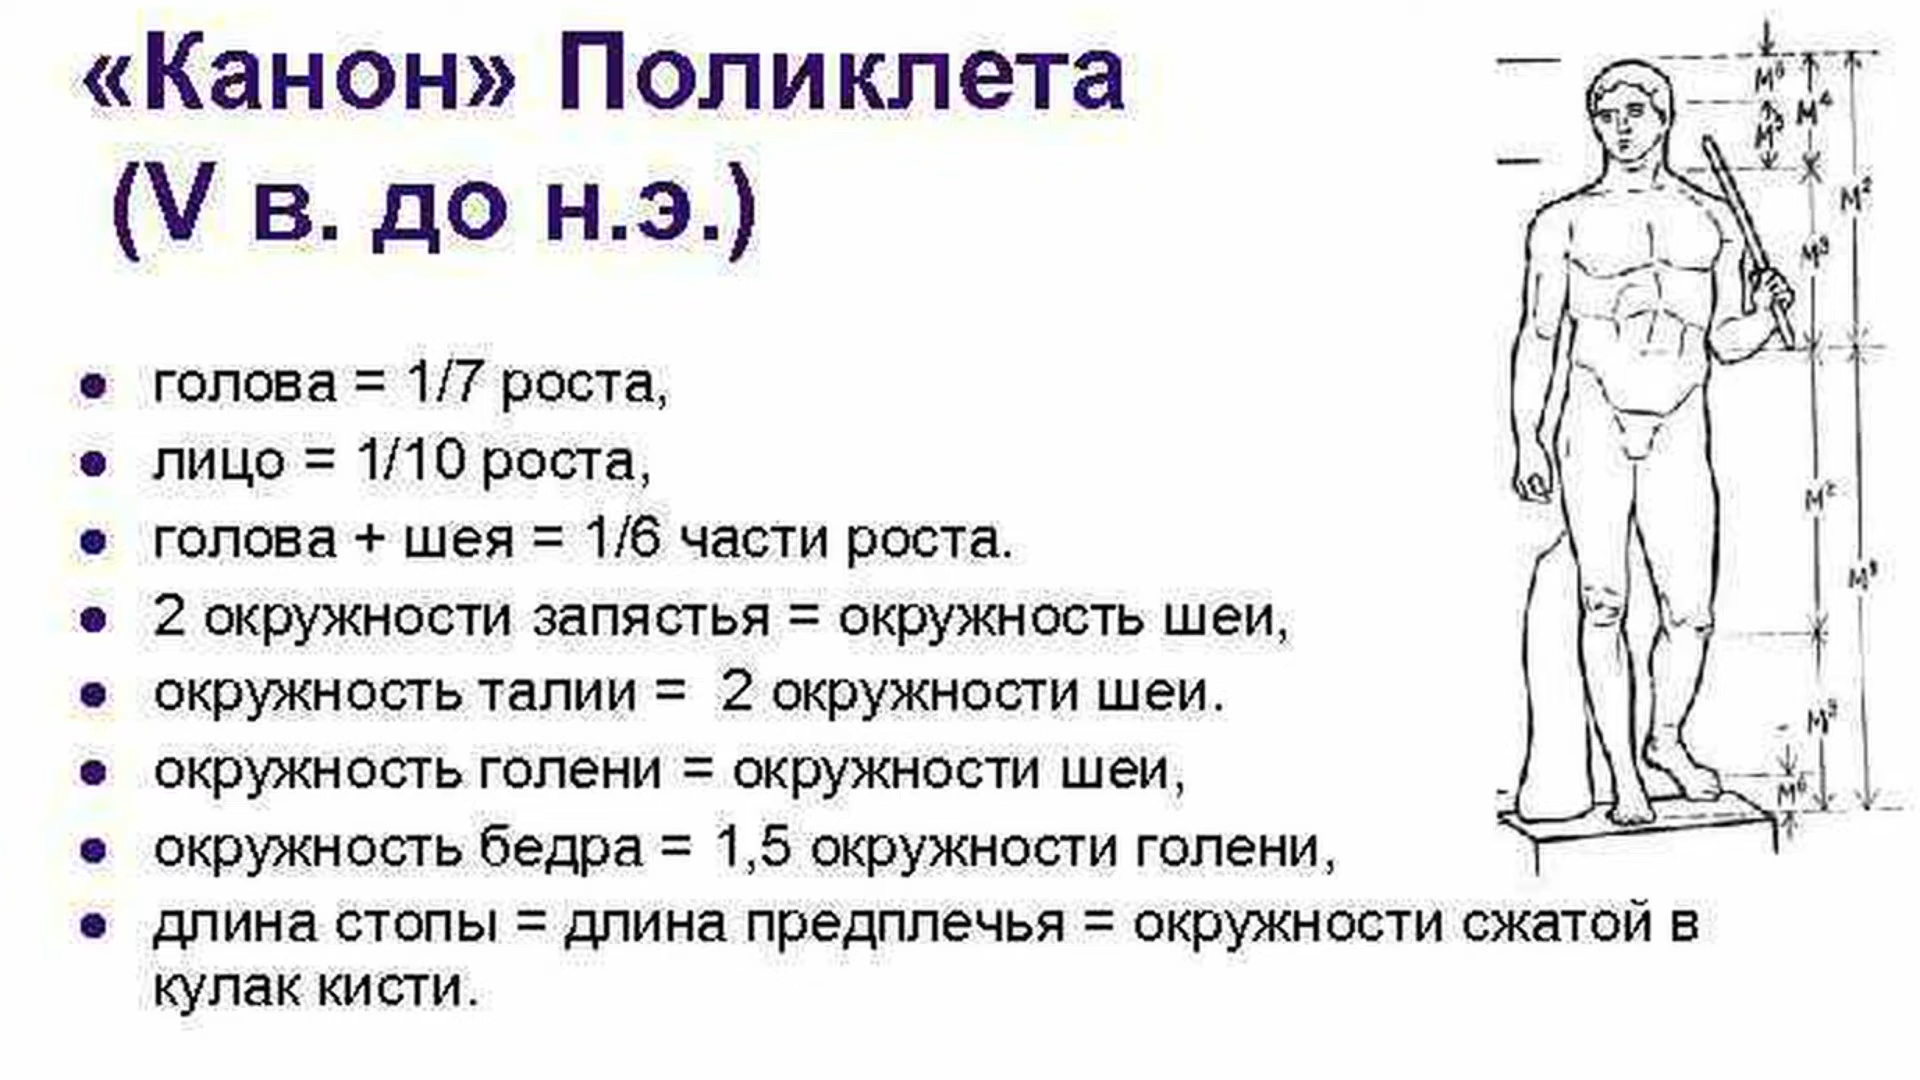 «Канон» Поликлета
(V в. до н.э.)
• голова = 1/7 роста,
• лицо = 1/10 роста,
• голова + шея = 1/6 части роста.
• 2 окружности запястья = окружность шеи,
• окружность талии = 2 окружности шеи.
• окружность голени = окружности шеи,
• окружность бедра = 1,5 окружности голени,
• длина стопы = длина предплечья = окружности сжатой в
кулак кисти.